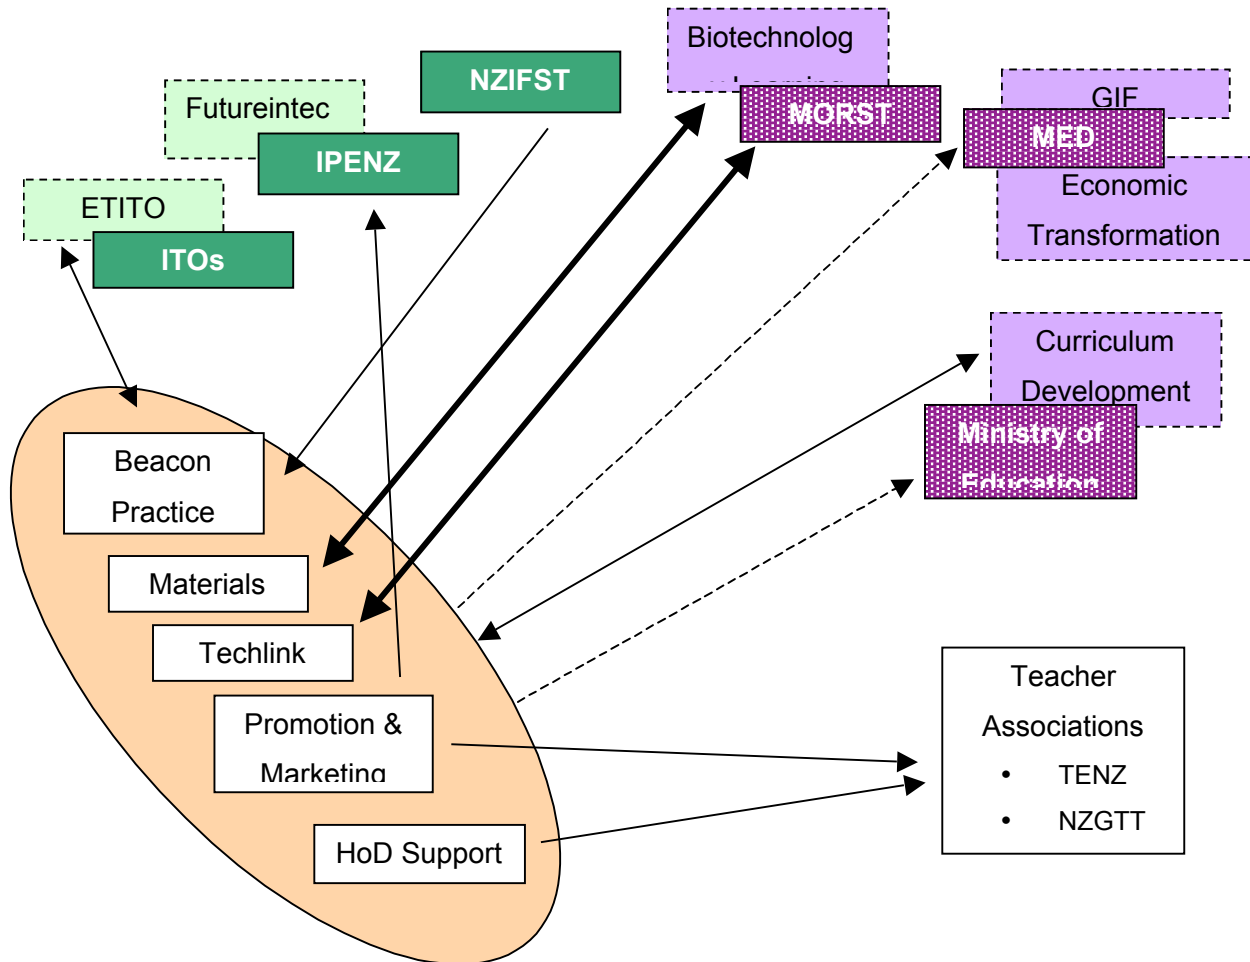 Biotechnolog
NZIFST
GIF
Futureintec
MORST
MED
IPENZ
Economic
Transformation
ETITO
ITOs
Curriculum
Development
Ministry of
Education
Beacon
Practice
Materials
Techlink
Promotion &
Marketing
HoD Support
Teacher
Associations
• TENZ
• NZGTT